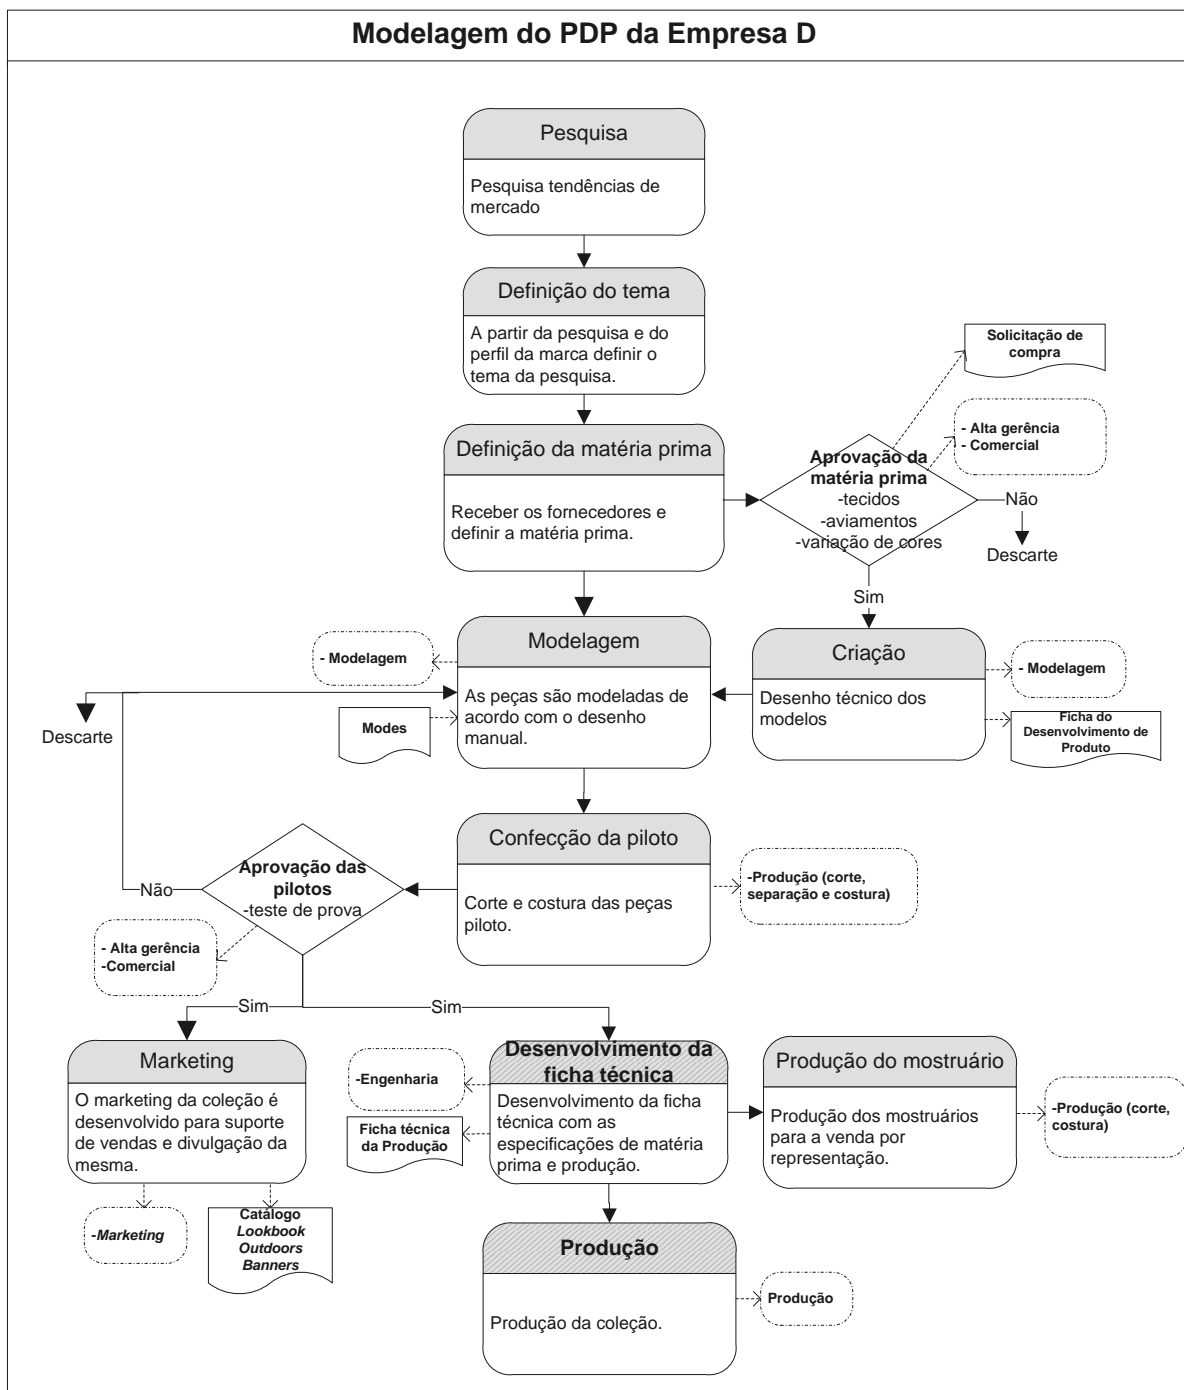 Modelagem do PDP da Empresa D
Pesquisa
Pesquisa tendências de
mercado
Definição do tema
A partir da pesquisa e do
perfil da marca definir o
tema da pesquisa.
Solicitação de
compra
- Alta gerência
- Comercial
Definição da matéria prima
Receber os fornecedores e
definir a matéria prima.
Aprovação da
matéria prima
-tecidos
-aviamentos
-variação de cores
Não
Descarte
Sim
Modelagem
As peças são modeladas de
acordo com o desenho
manual.
- Modelagem
Modes
Criação
Desenho técnico dos
modelos
- Modelagem
Ficha do
Desenvolvimento de
Produto
Descarte
Confecção da piloto
Corte e costura das peças
piloto.
-Produção (corte,
separação e costura)
Aprovação das
pilotos
-teste de prova
Não
- Alta gerência
-Comercial
Sim
Sim
Marketing
O marketing da coleção é
desenvolvido para suporte
de vendas e divulgação da
mesma.
-Marketing
Catálogo
Lookbook
Outdoors
Banners
-Engenharia
Ficha técnica
da Produção
Desenvolvimento da
ficha técnica
Desenvolvimento da ficha
técnica com as
especificações de matéria
prima e produção.
Produção do mostruário
Produção dos mostruários
para a venda por
representação.
-Produção (corte,
costura)
Produção
Produção da coleção.
Produção